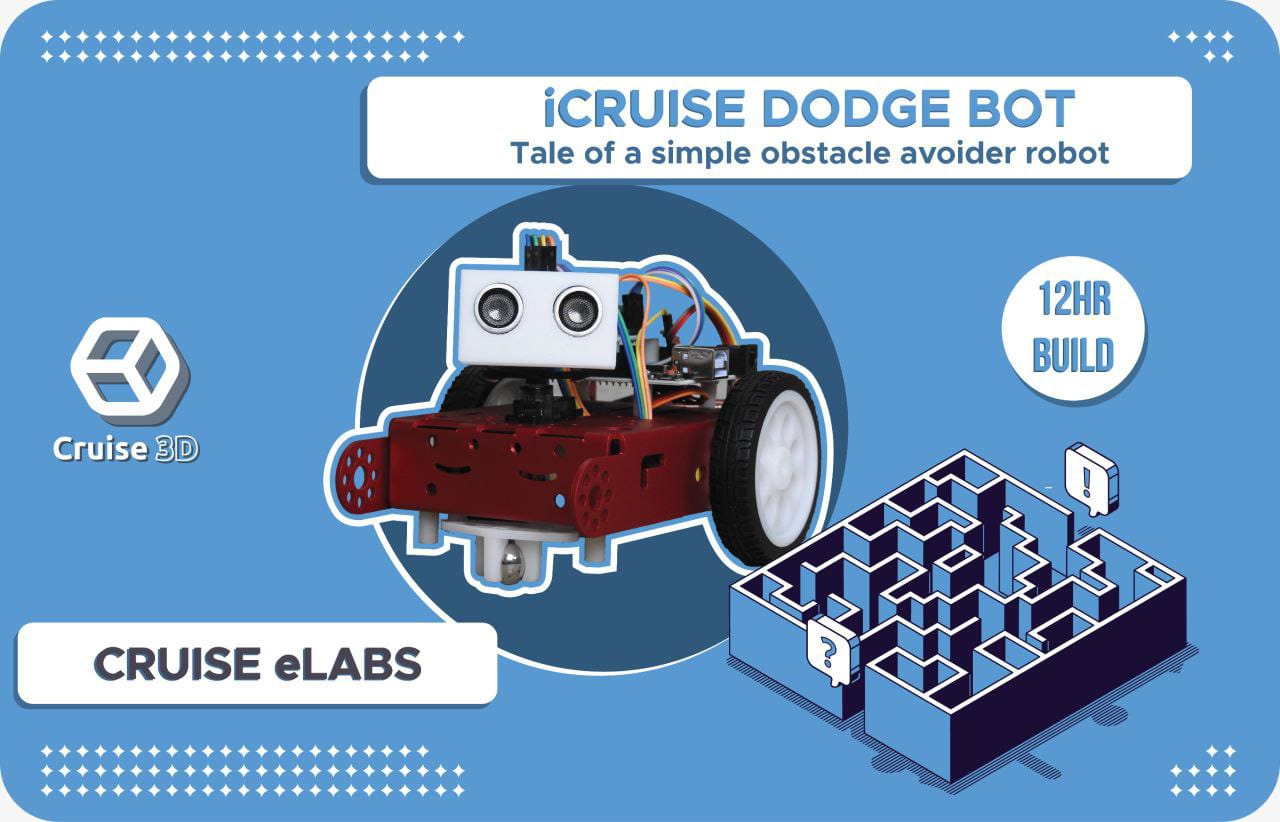 iCRUISE DODGE BOT
Tale of a simple obstacle avoider robot
12HR
BUILD
Cruise 3D
!
?
CRUISE eLABS